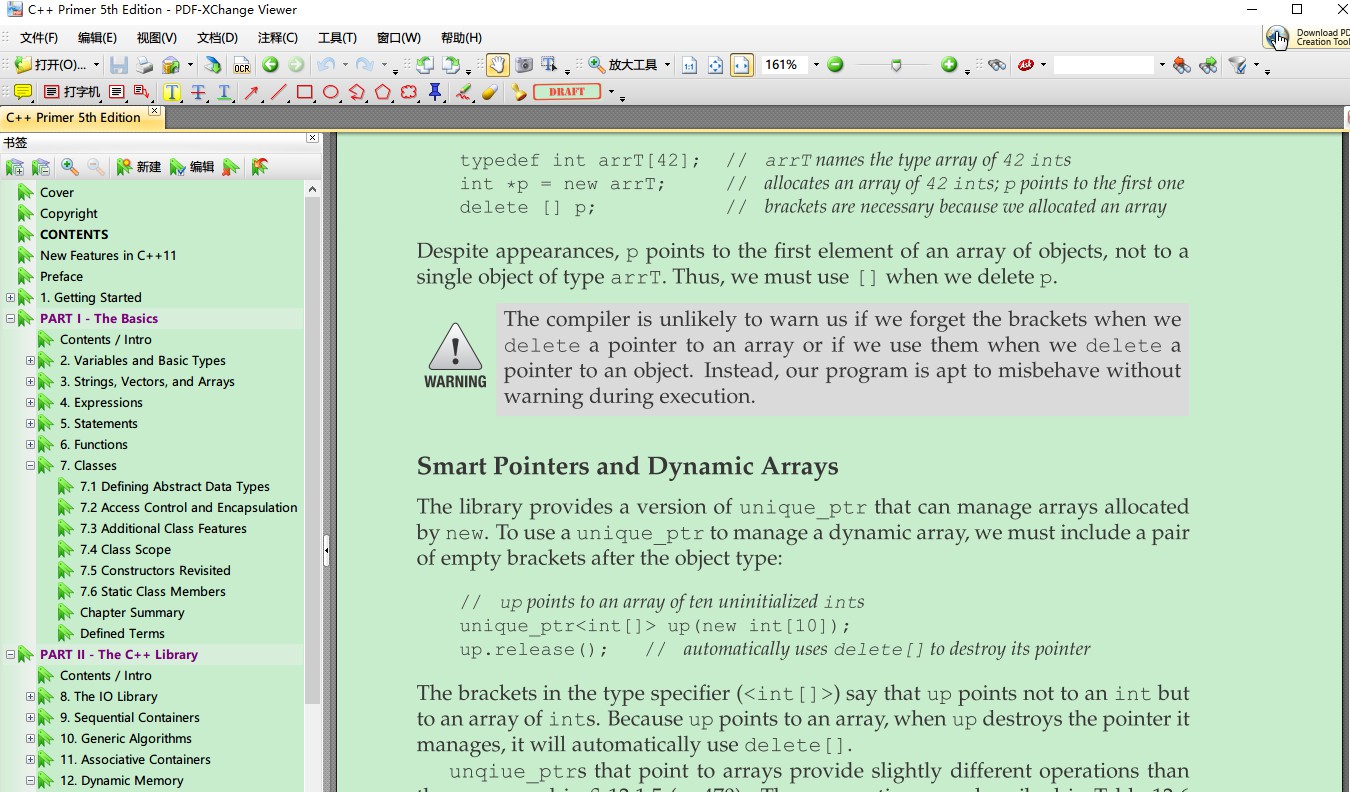 C++ Primer 5th Edition - PDF-XChange Viewer
文件(F) 编辑(E) 视图(V) 文档(D) 注释(C) 工具(T) 窗口(W) 帮助(H)
Download PD
Creation Tool
打开(O)... OCR 放大工具 161%
打字机 T T T DRAFT
C++ Primer 5th Edition
书签
新建 编辑
Cover
Copyright
CONTENTS
New Features in C++11
Preface
1. Getting Started
PART I - The Basics
Contents / Intro
2. Variables and Basic Types
3. Strings, Vectors, and Arrays
4. Expressions
5. Statements
6. Functions
7. Classes
7.1 Defining Abstract Data Types
7.2 Access Control and Encapsulation
7.3 Additional Class Features
7.4 Class Scope
7.5 Constructors Revisited
7.6 Static Class Members
Chapter Summary
Defined Terms
PART II - The C++ Library
Contents / Intro
8. The IO Library
9. Sequential Containers
10. Generic Algorithms
11. Associative Containers
12. Dynamic Memory
typedef int arrT[42]; // arrT names the type array of 42 ints
int *p = new arrT; // allocates an array of 42 ints; p points to the first one
delete [] p; // brackets are necessary because we allocated an array
Despite appearances, p points to the first element of an array of objects, not to a
single object of type arrT. Thus, we must use [] when we delete p.
WARNING
The compiler is unlikely to warn us if we forget the brackets when we
delete a pointer to an array or if we use them when we delete a
pointer to an object. Instead, our program is apt to misbehave without
warning during execution.
Smart Pointers and Dynamic Arrays
The library provides a version of unique_ptr that can manage arrays allocated
by new. To use a unique_ptr to manage a dynamic array, we must include a pair
of empty brackets after the object type:
// up points to an array of ten uninitialized ints
unique_ptr<int[]> up(new int[10]);
up.release(); // automatically uses delete[] to destroy its pointer
The brackets in the type specifier (<int[]>) say that up points not to an int but
to an array of ints. Because up points to an array, when up destroys the pointer it
manages, it will automatically use delete[].
unqiue_ptrs that point to arrays provide slightly different operations than